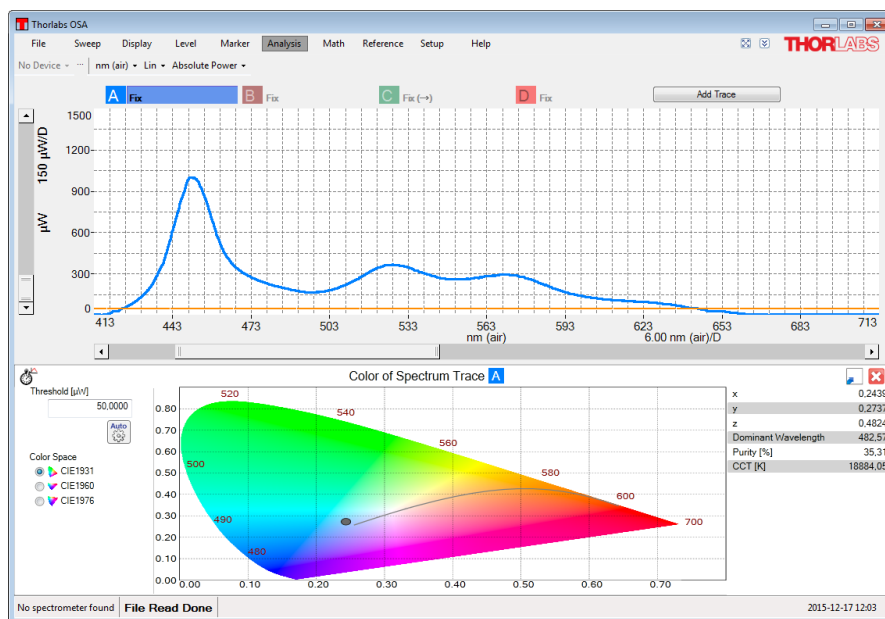 Thorlabs OSA
File Sweep Display Level Marker Analysis Math Reference Setup Help
THORLABS
No Device ... nm (air) Lin Absolute Power
A Fix B Fix C Fix (→) D Fix Add Trace
150 µW/D
µW
1500
1200
900
600
300
0
413 443 473 503 533 563 593 623 653 683 713
nm (air) 6.00 nm (air)/D
Color of Spectrum Trace A
Threshold [µW]
50,0000
Auto
Color Space
CIE1931
CIE1960
CIE1976
0.80
0.70
0.60
0.50
0.40
0.30
0.20
0.10
0.00
0.00 0.10 0.20 0.30 0.40 0.50 0.60 0.70
520
540
560
500
580
600
490
700
480
x 0,2439
y 0,2737
z 0,4824
Dominant Wavelength 482,57
Purity [%] 35,31
CCT [K] 18884,05
No spectrometer found File Read Done 2015-12-17 12:03